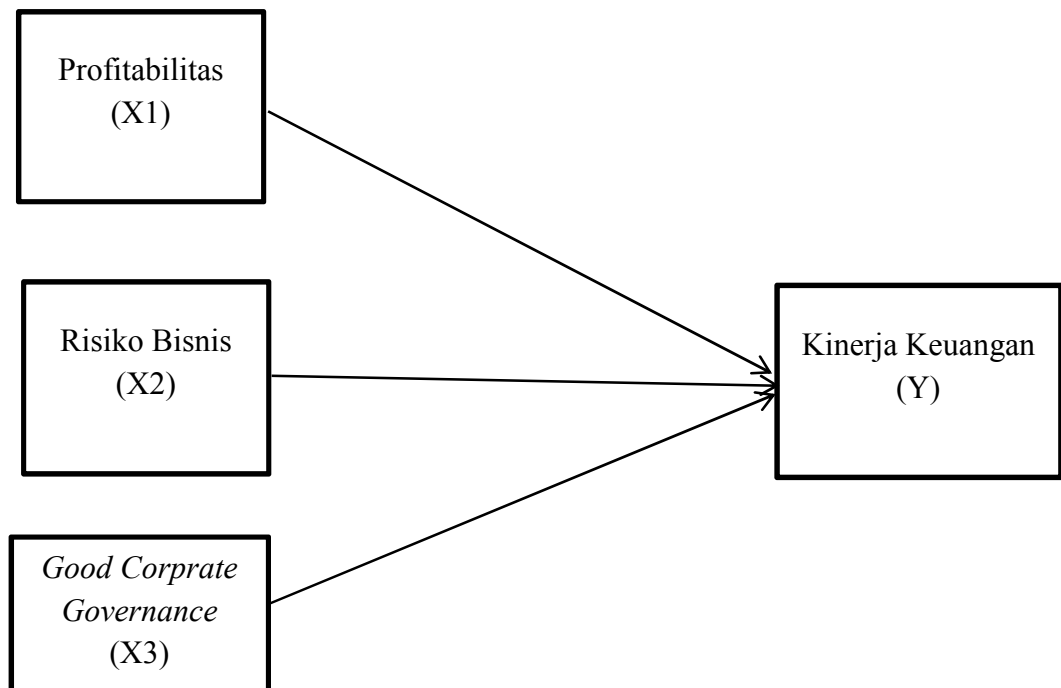 Profitabilitas
(X1)
Risiko Bisnis
(X2)
Kinerja Keuangan
(Y)
Good Corprate
Governance
(X3)